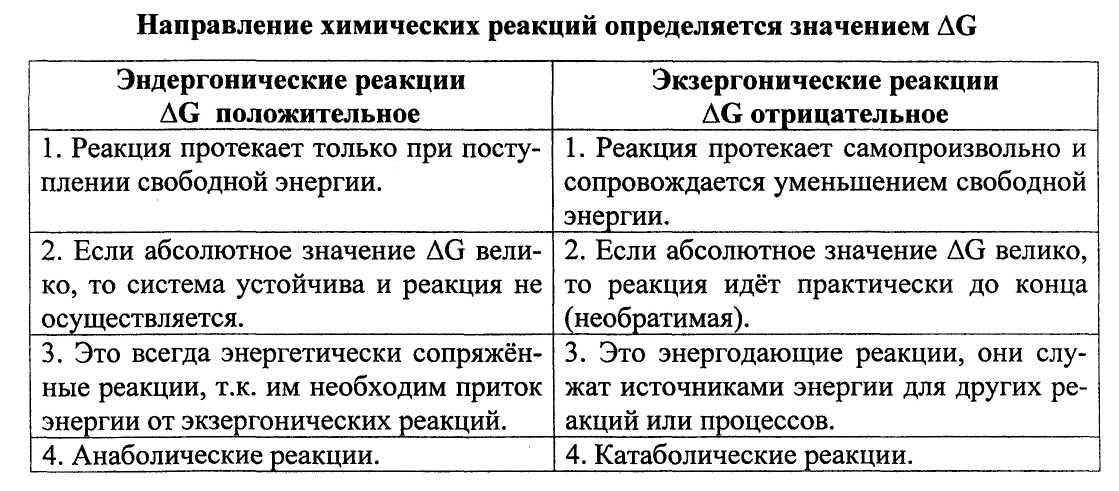 Направление химических реакций определяется значением ΔG
Эндергонические реакции
ΔG положительное
Экзергонические реакции
ΔG отрицательное
1. Реакция протекает только при посту-
плении свободной энергии.
1. Реакция протекает самопроизвольно и
сопровождается уменьшением свободной
энергии.
2. Если абсолютное значение ΔG вели-
ко, то система устойчива и реакция не
осуществляется.
2. Если абсолютное значение ΔG велико,
то реакция идёт практически до конца
(необратимая).
3. Это всегда энергетически сопряжён-
ные реакции, т.к. им необходим приток
энергии от экзергонических реакций.
3. Это энергодающие реакции, они слу-
жат источниками энергии для других ре-
акций или процессов.
4. Анаболические реакции.
4. Катаболические реакции.